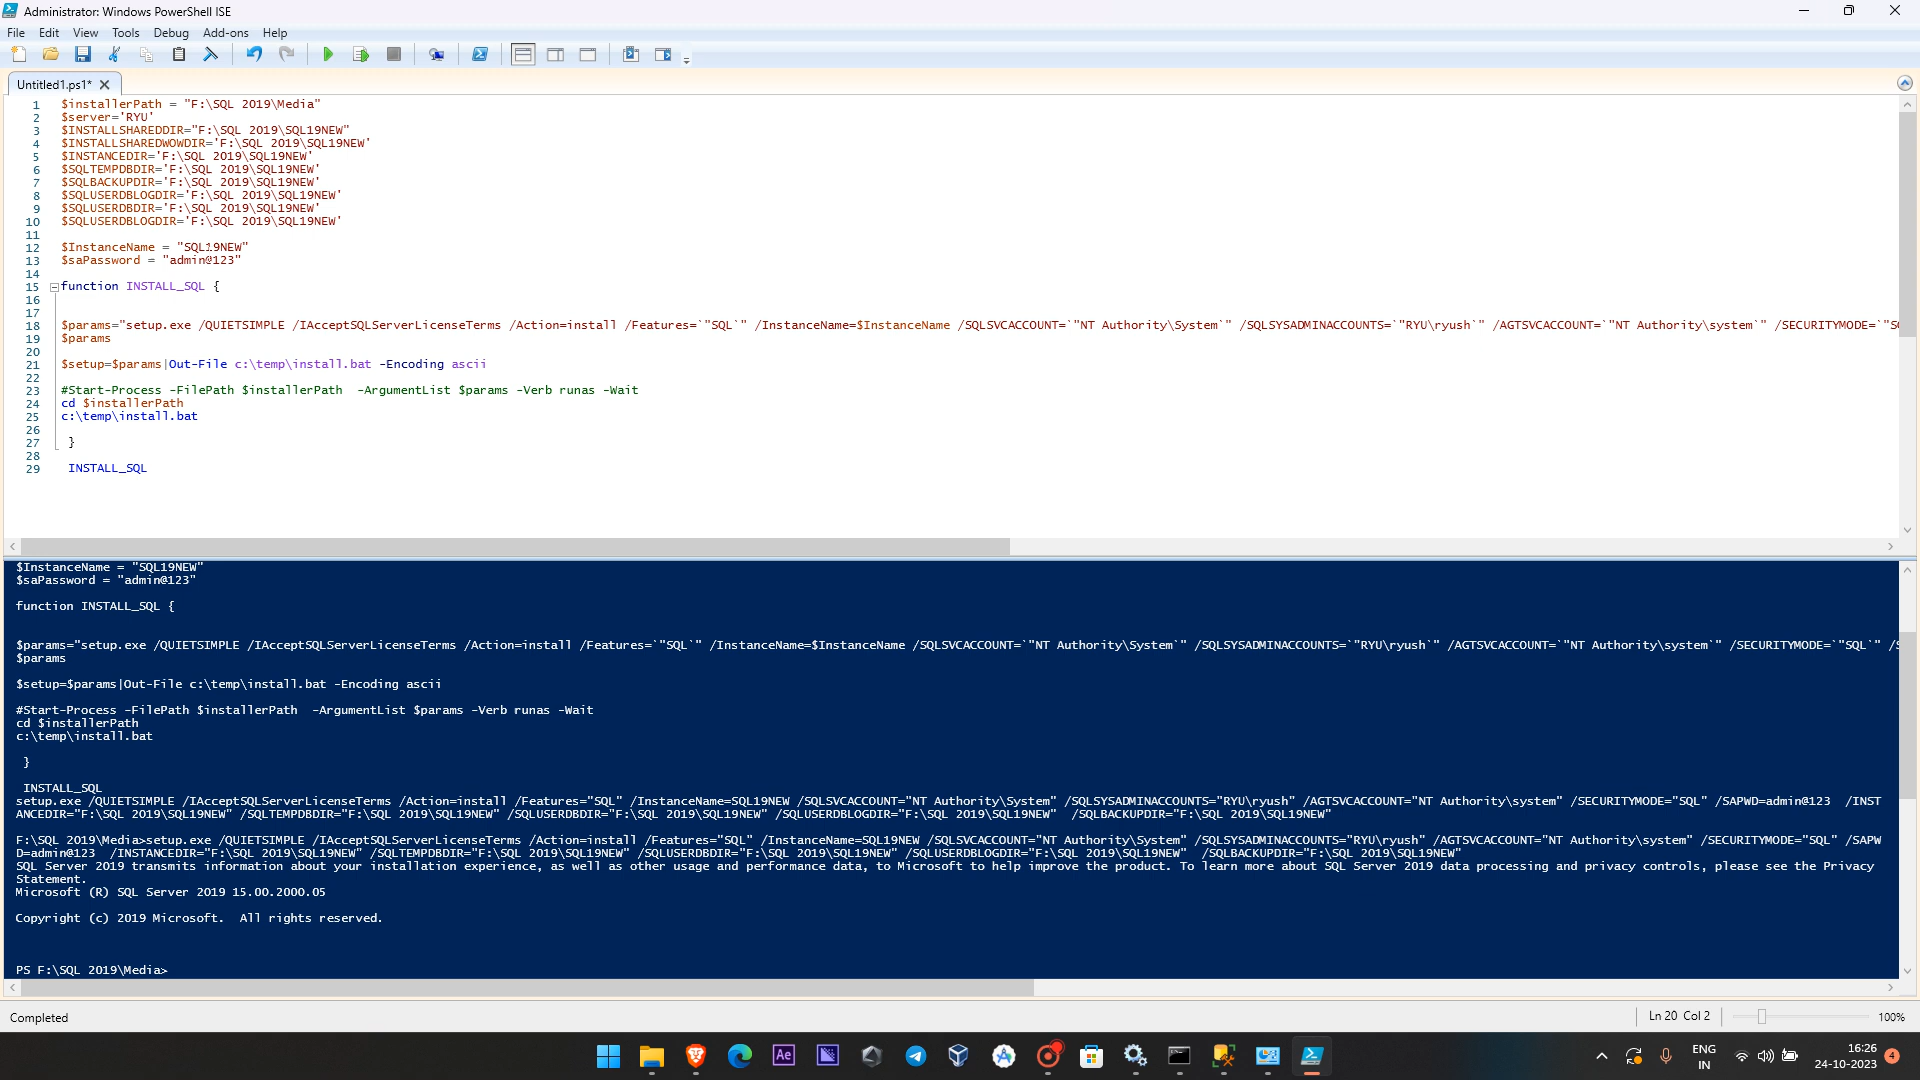 Administrator: Windows PowerShell ISE
File Edit View Tools Debug Add-ons Help
Untitled1.ps1*
1 $installerPath = "F:\SQL 2019\Media"
2 $server='RYU'
3 $INSTALLSHAREDDIR="F:\SQL 2019\SQL19NEW"
4 $INSTALLSHAREDWOWDIR='F:\SQL 2019\SQL19NEW'
5 $INSTANCEDIR='F:\SQL 2019\SQL19NEW'
6 $SQLTEMPDBDIR='F:\SQL 2019\SQL19NEW'
7 $SQLBACKUPDIR='F:\SQL 2019\SQL19NEW'
8 $SQLUSERDBLOGDIR='F:\SQL 2019\SQL19NEW'
9 $SQLUSERDBDIR='F:\SQL 2019\SQL19NEW'
10 $SQLUSERDBLOGDIR='F:\SQL 2019\SQL19NEW'
11
12 $InstanceName = "SQL19NEW"
13 $saPassword = "admin@123"
14
15 function INSTALL_SQL {
16
17
18 $params="setup.exe /QUIETSIMPLE /IAcceptSQLServerLicenseTerms /Action=install /Features=`"SQL`" /InstanceName=$InstanceName /SQLSVCACCOUNT=`"NT Authority\System`" /SQLSYSADMINACCOUNTS=`"RYU\ryush`" /AGTSVCACCOUNT=`"NT Authority\system`" /SECURITYMODE=`"SQ
19 $params
20
21 $setup=$params|Out-File c:\temp\install.bat -Encoding ascii
22
23 #Start-Process -FilePath $installerPath  -ArgumentList $params -Verb runas -Wait
24 cd $installerPath
25 c:\temp\install.bat
26
27 }
28
29 INSTALL_SQL
$InstanceName = "SQL19NEW"
$saPassword = "admin@123"
function INSTALL_SQL {
$params="setup.exe /QUIETSIMPLE /IAcceptSQLServerLicenseTerms /Action=install /Features=`"SQL`" /InstanceName=$InstanceName /SQLSVCACCOUNT=`"NT Authority\System`" /SQLSYSADMINACCOUNTS=`"RYU\ryush`" /AGTSVCACCOUNT=`"NT Authority\system`" /SECURITYMODE=`"SQL`" /S
$params
$setup=$params|Out-File c:\temp\install.bat -Encoding ascii
#Start-Process -FilePath $installerPath  -ArgumentList $params -Verb runas -Wait
cd $installerPath
c:\temp\install.bat
}
INSTALL_SQL
setup.exe /QUIETSIMPLE /IAcceptSQLServerLicenseTerms /Action=install /Features="SQL" /InstanceName=SQL19NEW /SQLSVCACCOUNT="NT Authority\System" /SQLSYSADMINACCOUNTS="RYU\ryush" /AGTSVCACCOUNT="NT Authority\system" /SECURITYMODE="SQL" /SAPWD=admin@123  /INST
ANCEDIR="F:\SQL 2019\SQL19NEW" /SQLTEMPDBDIR="F:\SQL 2019\SQL19NEW" /SQLUSERDBDIR="F:\SQL 2019\SQL19NEW" /SQLUSERDBLOGDIR="F:\SQL 2019\SQL19NEW"  /SQLBACKUPDIR="F:\SQL 2019\SQL19NEW"
F:\SQL 2019\Media>setup.exe /QUIETSIMPLE /IAcceptSQLServerLicenseTerms /Action=install /Features="SQL" /InstanceName=SQL19NEW /SQLSVCACCOUNT="NT Authority\System" /SQLSYSADMINACCOUNTS="RYU\ryush" /AGTSVCACCOUNT="NT Authority\system" /SECURITYMODE="SQL" /SAPW
D=admin@123  /INSTANCEDIR="F:\SQL 2019\SQL19NEW" /SQLTEMPDBDIR="F:\SQL 2019\SQL19NEW" /SQLUSERDBDIR="F:\SQL 2019\SQL19NEW" /SQLUSERDBLOGDIR="F:\SQL 2019\SQL19NEW"  /SQLBACKUPDIR="F:\SQL 2019\SQL19NEW"
SQL Server 2019 transmits information about your installation experience, as well as other usage and performance data, to Microsoft to help improve the product. To learn more about SQL Server 2019 data processing and privacy controls, please see the Privacy
Statement.
Microsoft (R) SQL Server 2019 15.00.2000.05
Copyright (c) 2019 Microsoft.  All rights reserved.
PS F:\SQL 2019\Media>
Completed
Ln 20 Col 2
100%
Ae
ENG
IN
16:26
24-10-2023
4